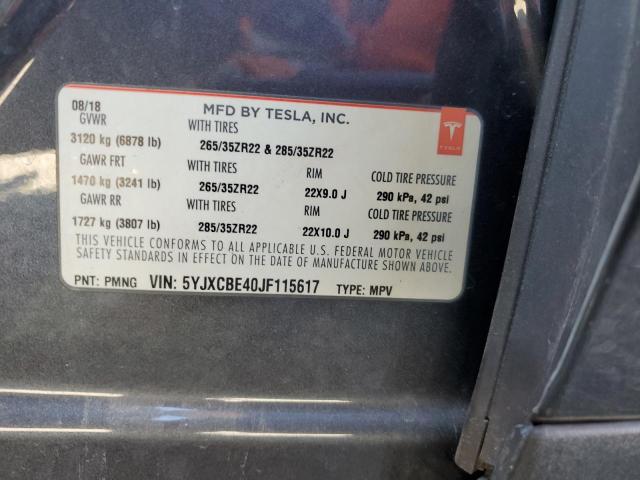 08/18 MFD BY TESLA, INC.
GVWR WITH TIRES
3120 kg (6878 lb) 265/35ZR22 & 285/35ZR22
GAWR FRT WITH TIRES RIM COLD TIRE PRESSURE
1470 kg (3241 lb) 265/35ZR22 22X9.0 J 290 kPa, 42 psi
GAWR RR WITH TIRES RIM COLD TIRE PRESSURE
1727 kg (3807 lb) 285/35ZR22 22X10.0 J 290 kPa, 42 psi
THIS VEHICLE CONFORMS TO ALL APPLICABLE U.S. FEDERAL MOTOR VEHICLE
SAFETY STANDARDS IN EFFECT ON THE DATE OF MANUFACTURE SHOWN ABOVE.
PNT: PMNG VIN: 5YJXCBE40JF115617 TYPE: MPV
TESLA